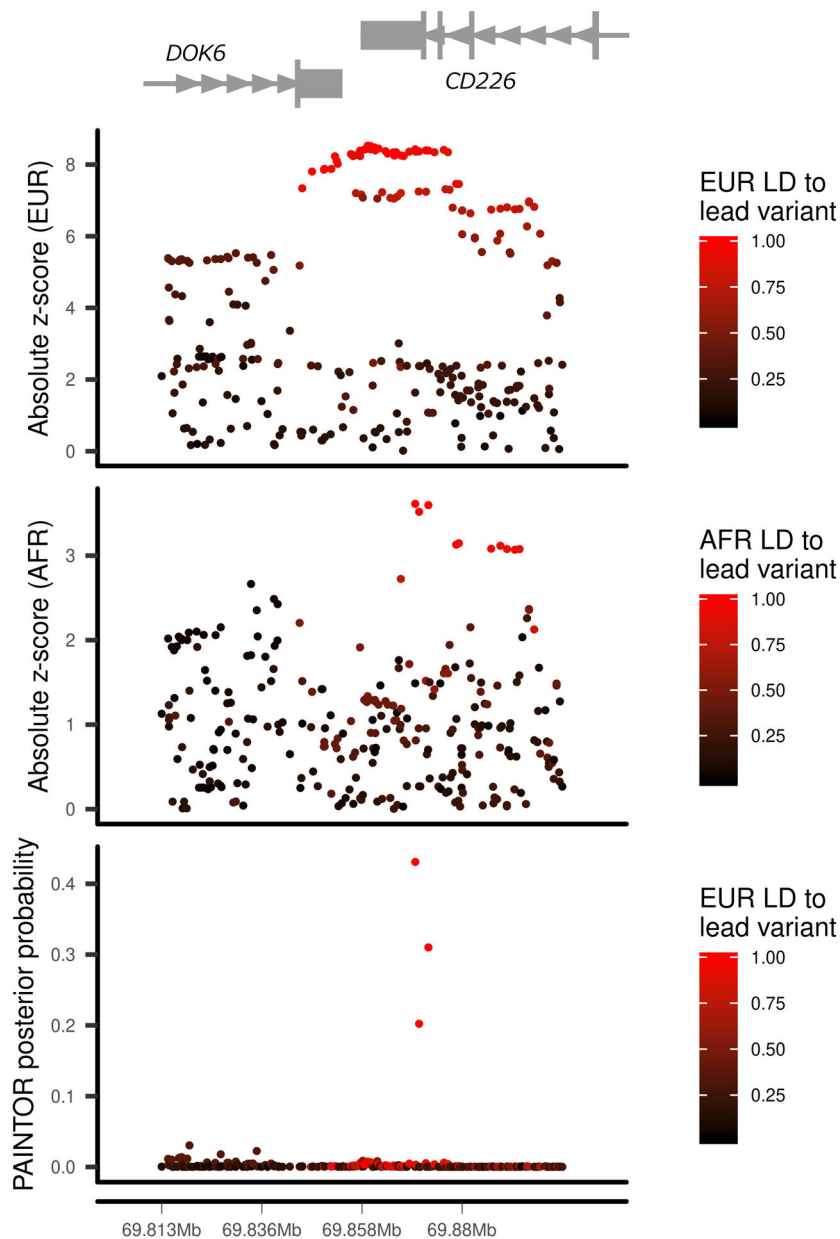 DOK6
CD226
Absolute z-score (EUR)
8
6
4
2
0
EUR LD to
lead variant
1.00
0.75
0.50
0.25
Absolute z-score (AFR)
3
2
1
0
AFR LD to
lead variant
1.00
0.75
0.50
0.25
PAINTOR posterior probability
0.4
0.3
0.2
0.1
0.0
EUR LD to
lead variant
1.00
0.75
0.50
0.25
69.813Mb
69.836Mb
69.858Mb
69.88Mb